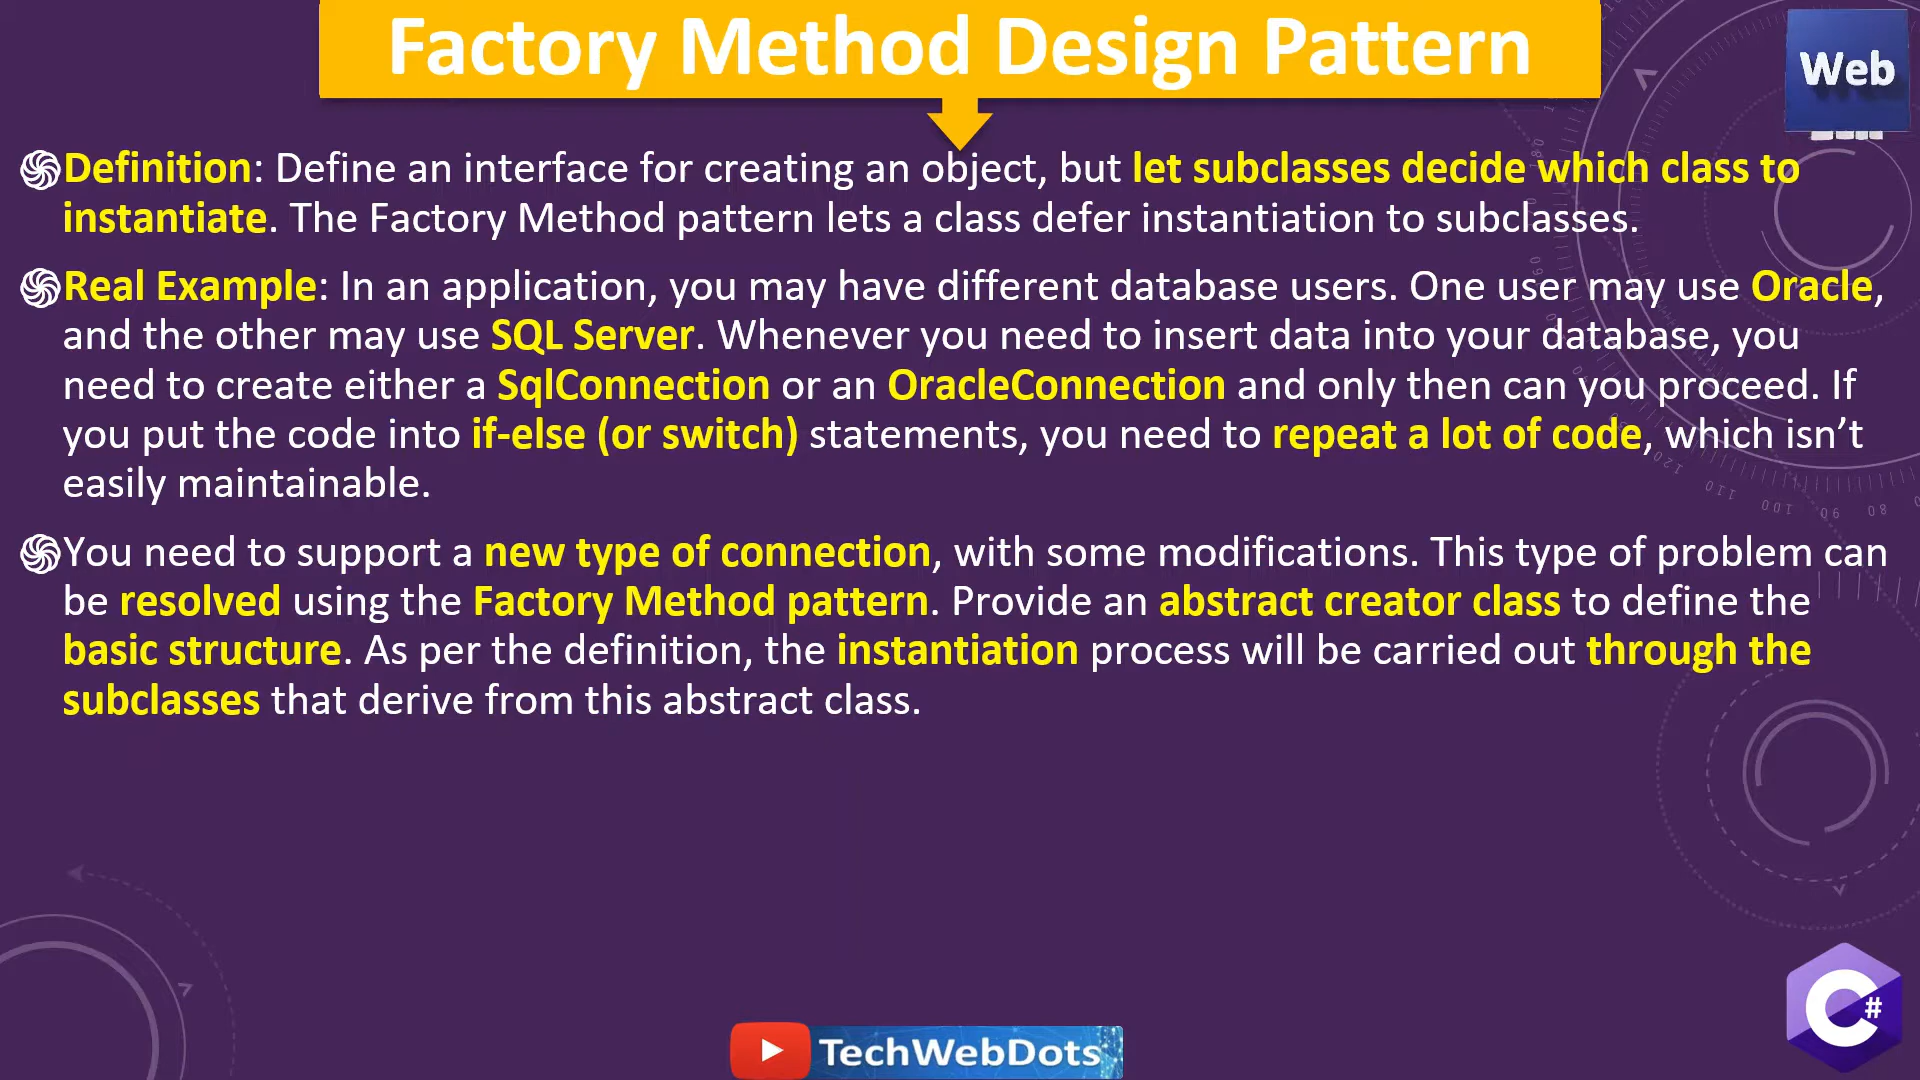 Factory Method Design Pattern
Web
Definition: Define an interface for creating an object, but let subclasses decide which class to
instantiate. The Factory Method pattern lets a class defer instantiation to subclasses.
Real Example: In an application, you may have different database users. One user may use Oracle,
and the other may use SQL Server. Whenever you need to insert data into your database, you
need to create either a SqlConnection or an OracleConnection and only then can you proceed. If
you put the code into if-else (or switch) statements, you need to repeat a lot of code, which isn’t
easily maintainable.
You need to support a new type of connection, with some modifications. This type of problem can
be resolved using the Factory Method pattern. Provide an abstract creator class to define the
basic structure. As per the definition, the instantiation process will be carried out through the
subclasses that derive from this abstract class.
C#
TechWebDots